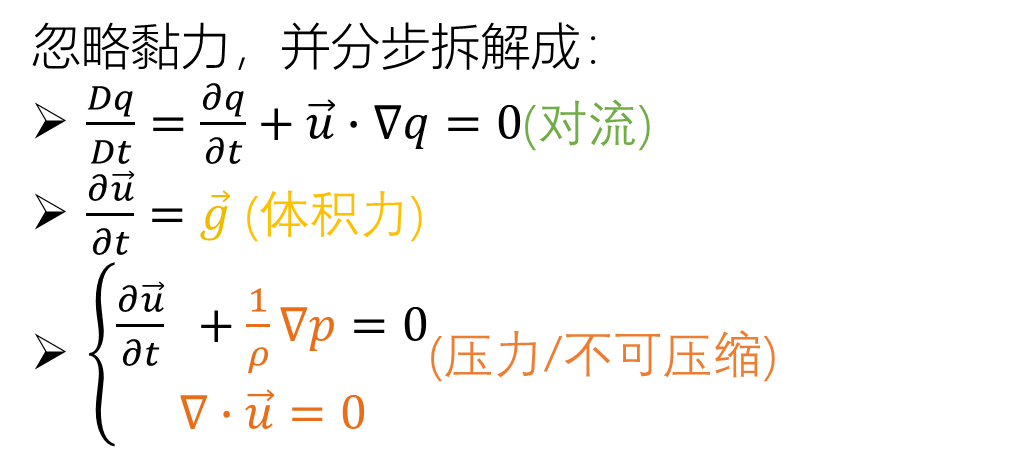 忽略黏力，并分步拆解成：
➢ Dq/Dt = ∂q/∂t + u⃗ · ∇q = 0(对流)
➢ ∂u⃗/∂t = g⃗ (体积力)
➢ { ∂u⃗/∂t + 1/ρ ∇p = 0
∇ · u⃗ = 0 (压力/不可压缩)